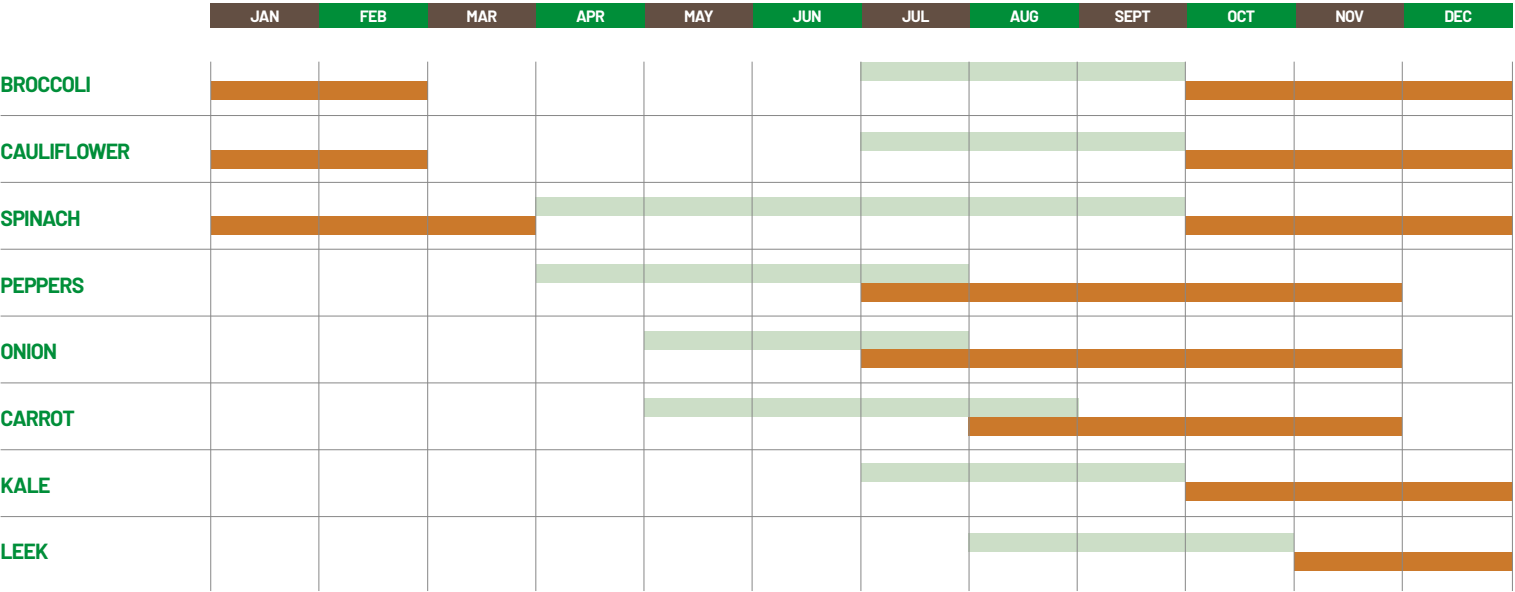 JAN FEB MAR APR MAY JUN JUL AUG SEPT OCT NOV DEC
BROCCOLI
CAULIFLOWER
SPINACH
PEPPERS
ONION
CARROT
KALE
LEEK